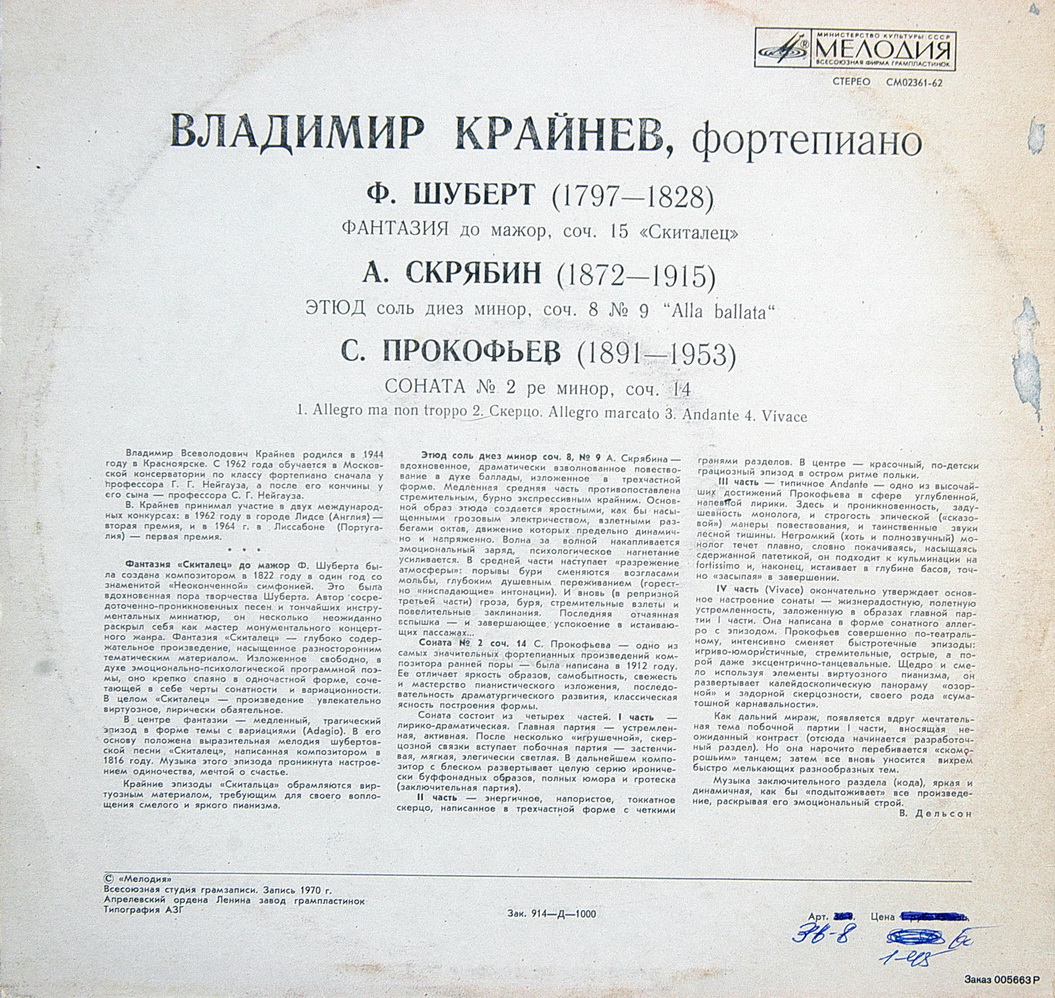 МИНИСТЕРСТВО КУЛЬТУРЫ СССР
МЕЛОДИЯ
ВСЕСОЮЗНАЯ ФИРМА ГРАМПЛАСТИНОК
СТЕРЕО СМ02361-62
ВЛАДИМИР КРАЙНЕВ, фортепиано
Ф. ШУБЕРТ (1797—1828)
ФАНТАЗИЯ до мажор, соч. 15 «Скиталец»
А. СКРЯБИН (1872—1915)
ЭТЮД соль диез минор, соч. 8 № 9 “Alla ballata“
С. ПРОКОФЬЕВ (1891—1953)
СОНАТА № 2 ре минор, соч. 14
1. Allegro ma non troppo 2. Скерцо. Allegro marcato 3. Andante 4. Vivace
Владимир Всеволодович Крайнев родился в 1944
году в Красноярске. С 1962 года обучается в Москов-
ской консерватории по классу фортепиано сначала у
профессора Г. Г. Нейгауза, а после его кончины у
его сына — профессора С. Г. Нейгауза.
В. Крайнев принимал участие в двух международ-
ных конкурсах: в 1962 году в городе Лидсе (Англия) —
вторая премия, и в 1964 г. в Лиссабоне (Португа-
лия) — первая премия.
* * *
Фантазия «Скиталец» до мажор Ф. Шуберта бы-
ла создана композитором в 1822 году в один год со
знаменитой «Неоконченной» симфонией. Это была
вдохновенная пора творчества Шуберта. Автор сосре-
доточенно-проникновенных песен и тончайших инстру-
ментальных миниатюр, он несколько неожиданно
раскрыл себя как мастер монументального концерт-
ного жанра. Фантазия «Скиталец» — глубоко содер-
жательное произведение, насыщенное разносторонним
тематическим материалом. Изложенное свободно, в
духе эмоционально-психологической программной поэ-
мы, оно крепко спаяно в одночастной форме, соче-
тающей в себе черты сонатности и вариационности.
В целом «Скиталец» — произведение увлекательно
виртуозное, лирически обаятельное.
В центре фантазии — медленный, трагический
эпизод в форме темы с вариациями (Adagio). В его
основу положена выразительная мелодия шубертов-
ской песни «Скиталец», написанная композитором в
1816 году. Музыка этого эпизода проникнута настрое-
нием одиночества, мечтой о счастье.
Крайние эпизоды «Скитальца» обрамляются вир-
туозным материалом, требующим для своего вопло-
щения смелого и яркого пианизма.
Этюд соль диез минор соч. 8, № 9 А. Скрябина —
вдохновенное, драматически взволнованное повество-
вание в духе баллады, изложенное в трехчастной
форме. Медленная средняя часть противопоставлена
стремительным, бурно экспрессивным крайним. Основ-
ной образ этюда создается яростными, как бы насы-
щенными грозовым электричеством, взлетными раз-
бегами октав, движение которых предельно динамич-
но и напряженно. Волна за волной накапливается
эмоциональный заряд, психологическое нагнетание
усиливается. В средней части наступает «разрежение
атмосферы»: порывы бури сменяются возгласами
мольбы, глубоким душевным переживанием (горест-
но «ниспадающие» интонации). И вновь (в репризной
третьей части) гроза, буря, стремительные взлеты и
повелительные заклинания. Последняя отчаянная
вспышка — и завершающее успокоение в истаиваю-
щих пассажах...
Соната № 2 соч. 14 С. Прокофьева — одно из
самых значительных фортепианных произведений ком-
позитора ранней поры — была написана в 1912 году.
Ее отличает яркость образов, самобытность, свежесть
и мастерство пианистического изложения, последо-
вательность драматургического развития, классическая
ясность построения формы.
Соната состоит из четырех частей. I часть —
лирико-драматическая. Главная партия — устремлен-
ная, активная. После несколько «игрушечной», скер-
цозной связки вступает побочная партия — застенчи-
вая, мягкая, элегически светлая. В дальнейшем компо-
зитор с блеском развертывает целую серию ирониче-
ски буффонадных образов, полных юмора и гротеска
(заключительная партия).
II часть — энергичное, напористое, токкатное
скерцо, написанное в трехчастной форме с четкими
гранями разделов. В центре — красочный, по-детски
грациозный эпизод в остром ритме польки.
III часть — типичное Andante — одно из высочай-
ших достижений Прокофьева в сфере углубленной,
напевной лирики. Здесь и проникновенность, заду-
шевность монолога, и строгость эпической («сказо-
вой») манеры повествования, и таинственные звуки
лесной тишины. Негромкий (хоть и полнозвучный) мо-
нолог течет плавно, словно покачиваясь, насыщаясь
сдержанной патетикой, он подходит к кульминации на
fortissimo и, наконец, истаивает в глубине басов, точ-
но «засыпая» в завершении.
IV часть (Vivace) окончательно утверждает основ-
ное настроение сонаты — жизнерадостную, полетную
устремленность, заложенную в образах главной пар-
тии I части. Она написана в форме сонатного аллег-
ро с эпизодом. Прокофьев совершенно по-театраль-
ному, интенсивно сменяет быстротечные эпизоды:
игриво-юмористичные, стремительные, острые, а по-
рой даже эксцентрично-танцевальные. Щедро и сме-
ло используя элементы виртуозного пианизма, он
развертывает калейдоскопическую панораму «озор-
ной» и задорной скерцозности, своего рода «сума-
тошной карнавальности».
Как дальний мираж, появляется вдруг мечтатель-
ная тема побочной партии I части, вносящая не-
ожиданный контраст (отсюда начинается разработоч-
ный раздел). Но она нарочито перебивается «скомо-
рошьим» танцем; затем все вновь уносится вихрем
быстро мелькающих разнообразных тем.
Музыка заключительного раздела (кода), яркая и
динамичная, как бы «подытоживает» все произведе-
ние, раскрывая его эмоциональный строй.
В. Дельсон
© «Мелодия»
Всесоюзная студия грамзаписи. Запись 1970 г.
Апрелевский ордена Ленина завод грампластинок
Типография АЗГ
Зак. 914—Д—1000
Арт. Цена
3и-8
1-45
Заказ 005663Р